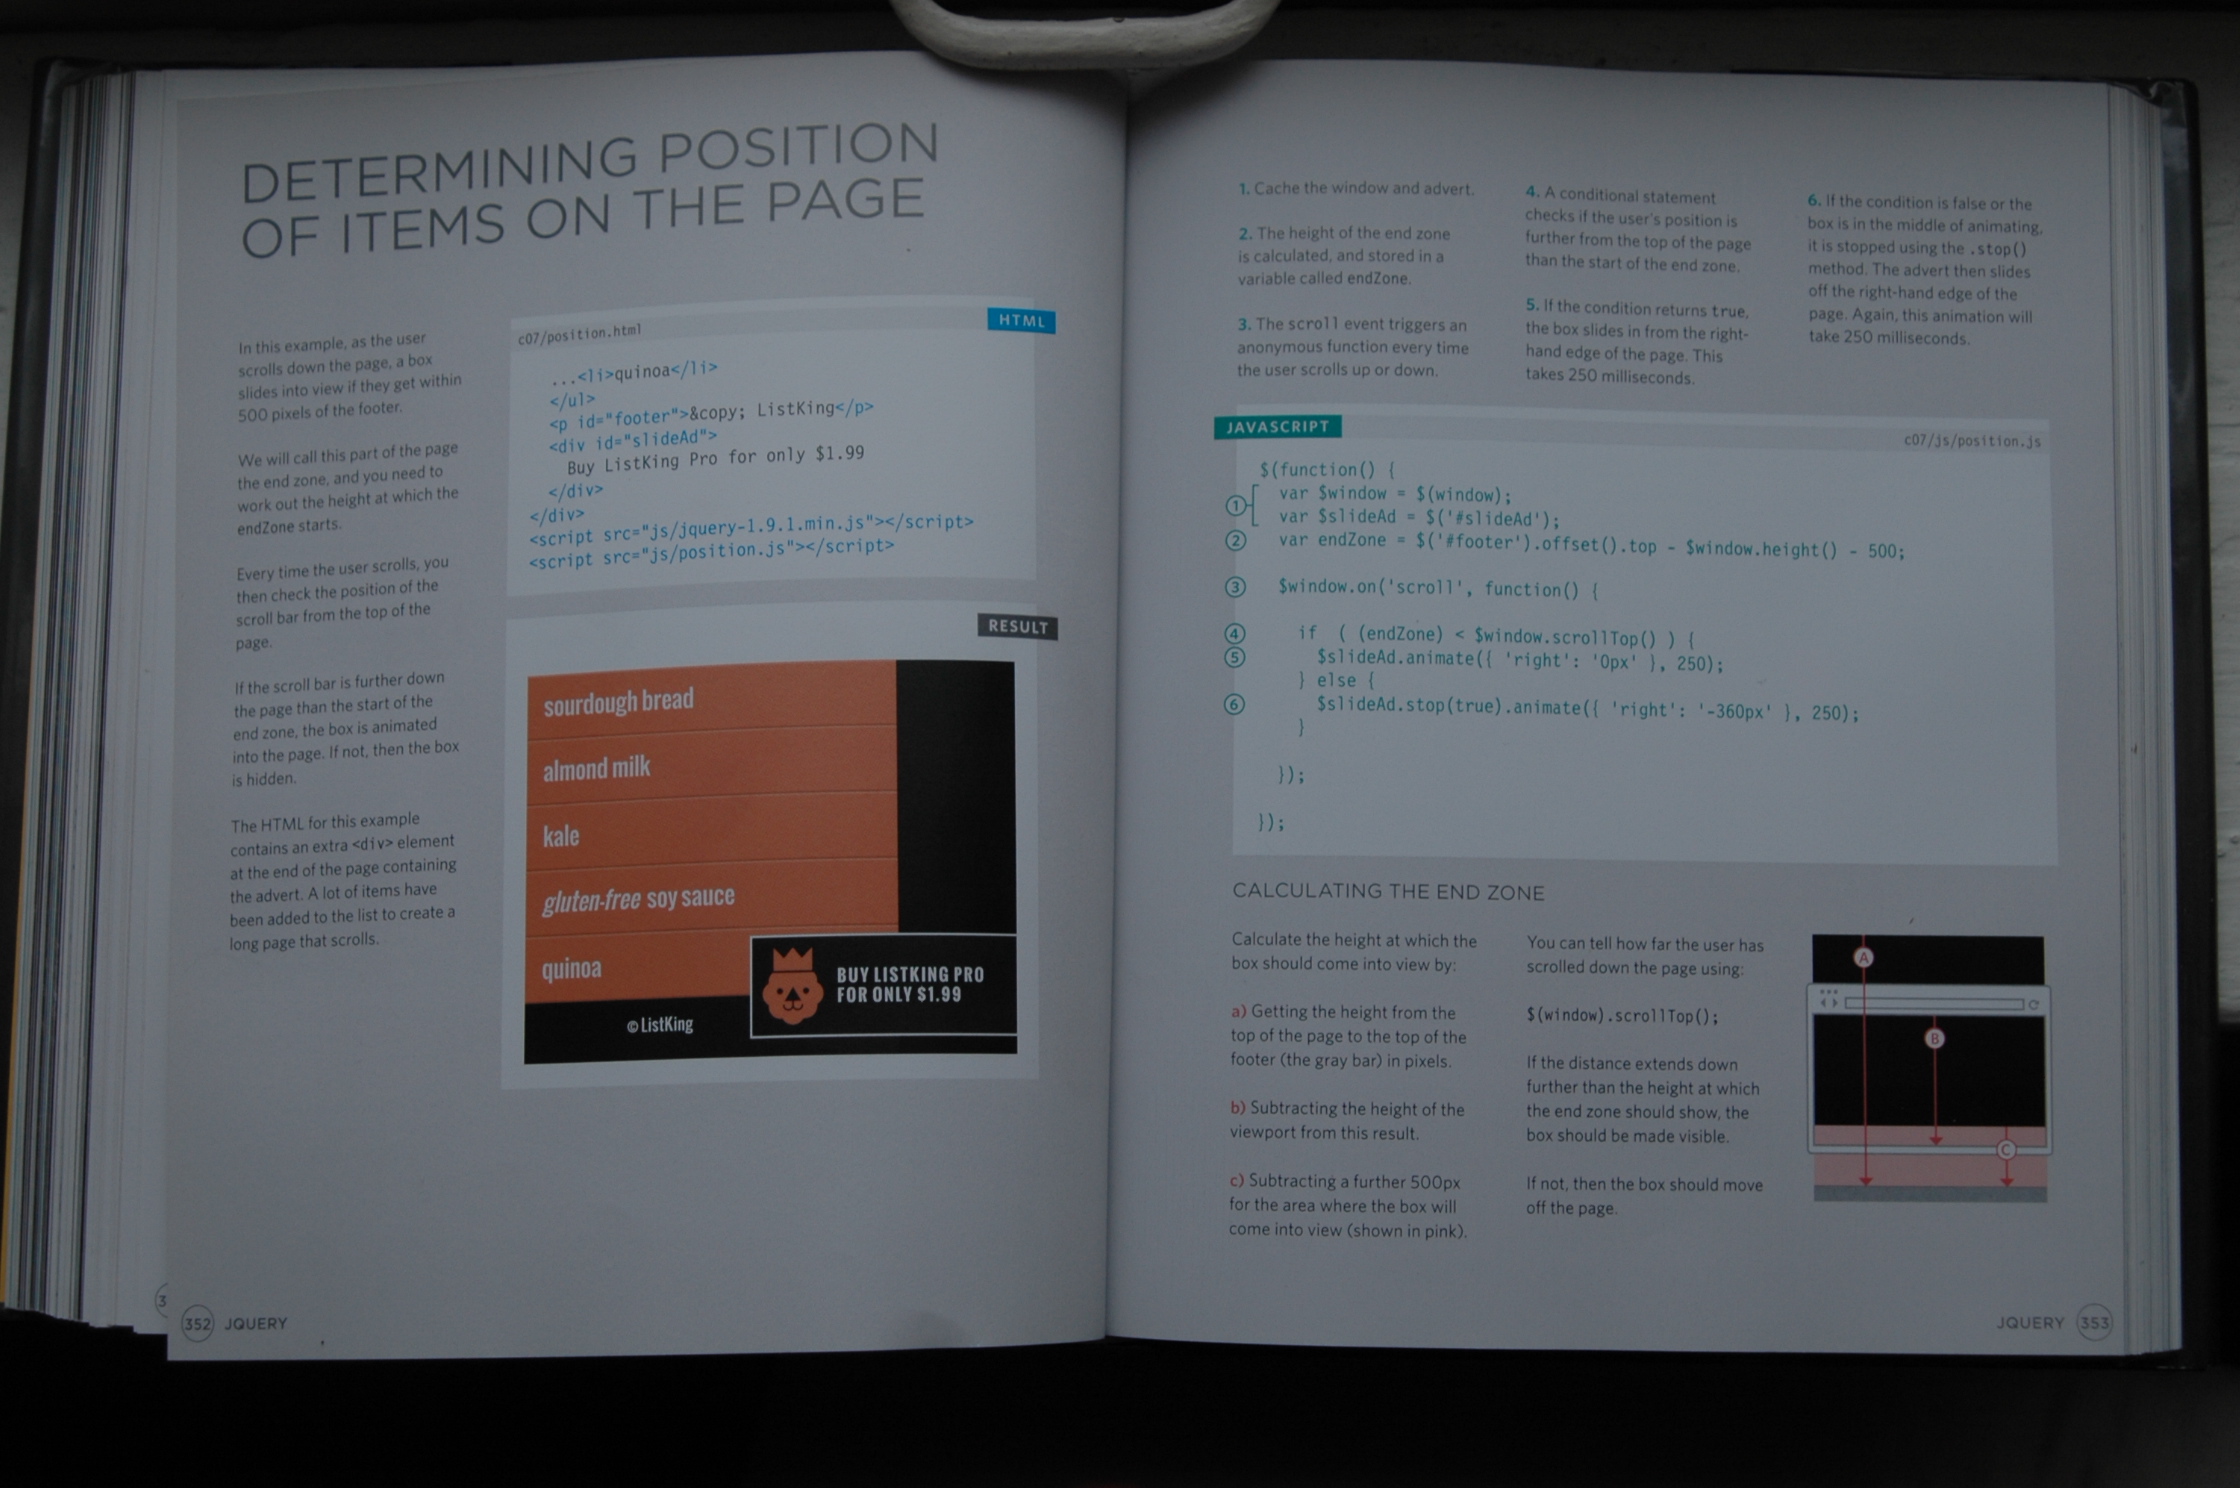 DETERMINING POSITION
OF ITEMS ON THE PAGE
In this example, as the user
scrolls down the page, a box
slides into view if they get within
500 pixels of the footer.
We will call this part of the page
the end zone, and you need to
work out the height at which the
endZone starts.
Every time the user scrolls, you
then check the position of the
scroll bar from the top of the
page.
If the scroll bar is further down
the page than the start of the
end zone, the box is animated
into the page. If not, then the box
is hidden.
The HTML for this example
contains an extra <div> element
at the end of the page containing
the advert. A lot of items have
been added to the list to create a
long page that scrolls.
c07/position.html
HTML
...<li>quinoa</li>
</ul>
<p id="footer">&copy; ListKing</p>
<div id="slideAd">
Buy ListKing Pro for only $1.99
</div>
</div>
<script src="js/jquery-1.9.1.min.js"></script>
<script src="js/position.js"></script>
RESULT
sourdough bread
almond milk
kale
gluten-free soy sauce
quinoa
BUY LISTKING PRO
FOR ONLY $1.99
© ListKing
3
352 JQUERY
1. Cache the window and advert.
2. The height of the end zone
is calculated, and stored in a
variable called endZone.
3. The scroll event triggers an
anonymous function every time
the user scrolls up or down.
4. A conditional statement
checks if the user's position is
further from the top of the page
than the start of the end zone.
5. If the condition returns true,
the box slides in from the right-
hand edge of the page. This
takes 250 milliseconds.
6. If the condition is false or the
box is in the middle of animating,
it is stopped using the .stop()
method. The advert then slides
off the right-hand edge of the
page. Again, this animation will
take 250 milliseconds.
JAVASCRIPT
c07/js/position.js
$(function() {
1 var $window = $(window);
var $slideAd = $('#slideAd');
2 var endZone = $('#footer').offset().top - $window.height() - 500;
3 $window.on('scroll', function() {
4 if ( (endZone) < $window.scrollTop() ) {
5 $slideAd.animate({ 'right': '0px' }, 250);
} else {
6 $slideAd.stop(true).animate({ 'right': '-360px' }, 250);
}
});
});
CALCULATING THE END ZONE
Calculate the height at which the
box should come into view by:
a) Getting the height from the
top of the page to the top of the
footer (the gray bar) in pixels.
b) Subtracting the height of the
viewport from this result.
c) Subtracting a further 500px
for the area where the box will
come into view (shown in pink).
You can tell how far the user has
scrolled down the page using:
$(window).scrollTop();
If the distance extends down
further than the height at which
the end zone should show, the
box should be made visible.
If not, then the box should move
off the page.
A
B
C
JQUERY 353